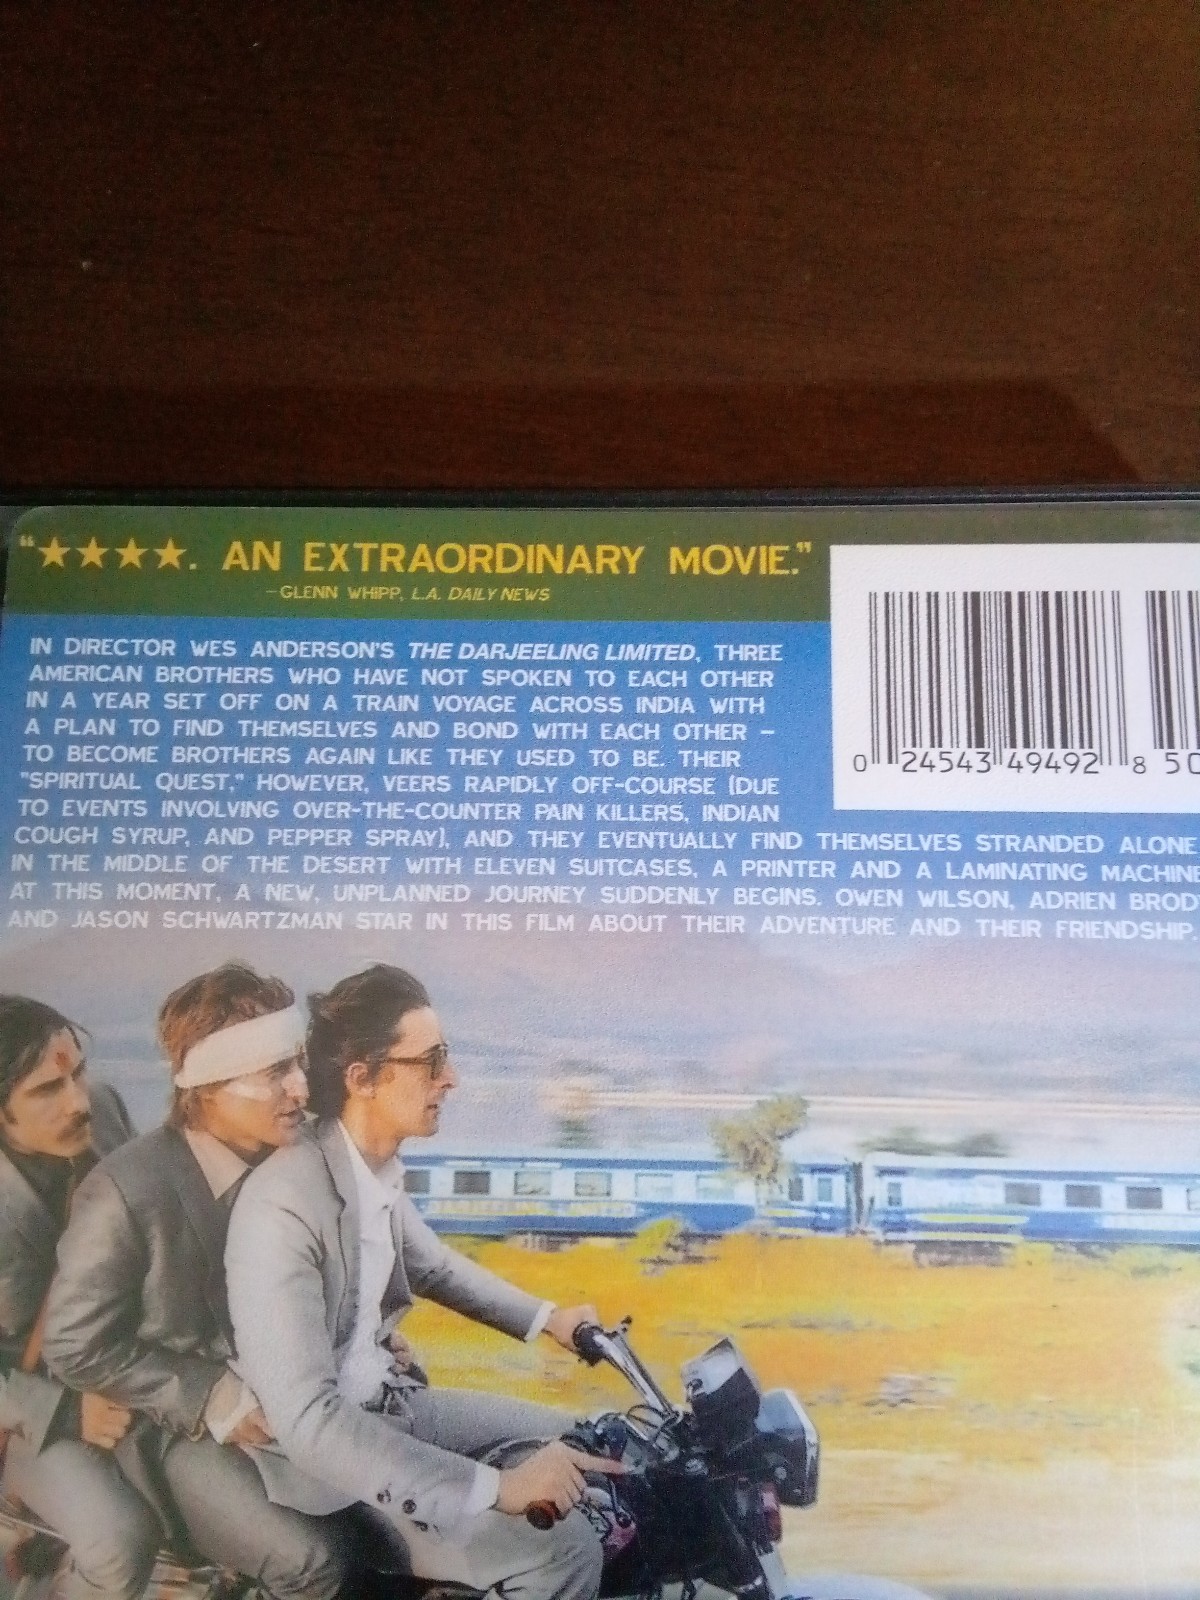 “★★★★. AN EXTRAORDINARY MOVIE.”
–GLENN WHIPP, L.A. DAILY NEWS
IN DIRECTOR WES ANDERSON'S THE DARJEELING LIMITED, THREE
AMERICAN BROTHERS WHO HAVE NOT SPOKEN TO EACH OTHER
IN A YEAR SET OFF ON A TRAIN VOYAGE ACROSS INDIA WITH
A PLAN TO FIND THEMSELVES AND BOND WITH EACH OTHER –
TO BECOME BROTHERS AGAIN LIKE THEY USED TO BE. THEIR
"SPIRITUAL QUEST," HOWEVER, VEERS RAPIDLY OFF-COURSE (DUE
TO EVENTS INVOLVING OVER-THE-COUNTER PAIN KILLERS, INDIAN
COUGH SYRUP, AND PEPPER SPRAY), AND THEY EVENTUALLY FIND THEMSELVES STRANDED ALONE
IN THE MIDDLE OF THE DESERT WITH ELEVEN SUITCASES, A PRINTER AND A LAMINATING MACHINE
AT THIS MOMENT, A NEW, UNPLANNED JOURNEY SUDDENLY BEGINS. OWEN WILSON, ADRIEN BROD
AND JASON SCHWARTZMAN STAR IN THIS FILM ABOUT THEIR ADVENTURE AND THEIR FRIENDSHIP.
0 24543 49492 8 50
DARJEELING LIMITED